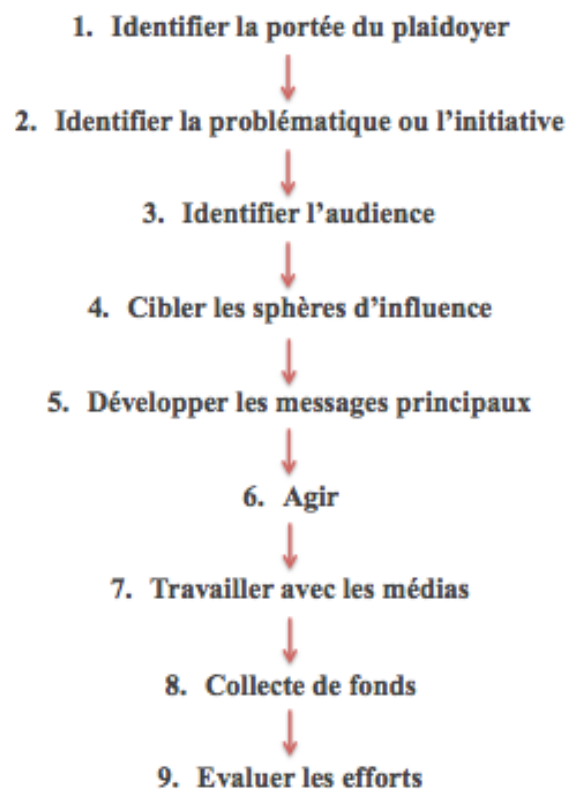 1. Identifier la portée du plaidoyer
2. Identifier la problématique ou l’initiative
3. Identifier l’audience
4. Cibler les sphères d’influence
5. Développer les messages principaux
6. Agir
7. Travailler avec les médias
8. Collecte de fonds
9. Evaluer les efforts